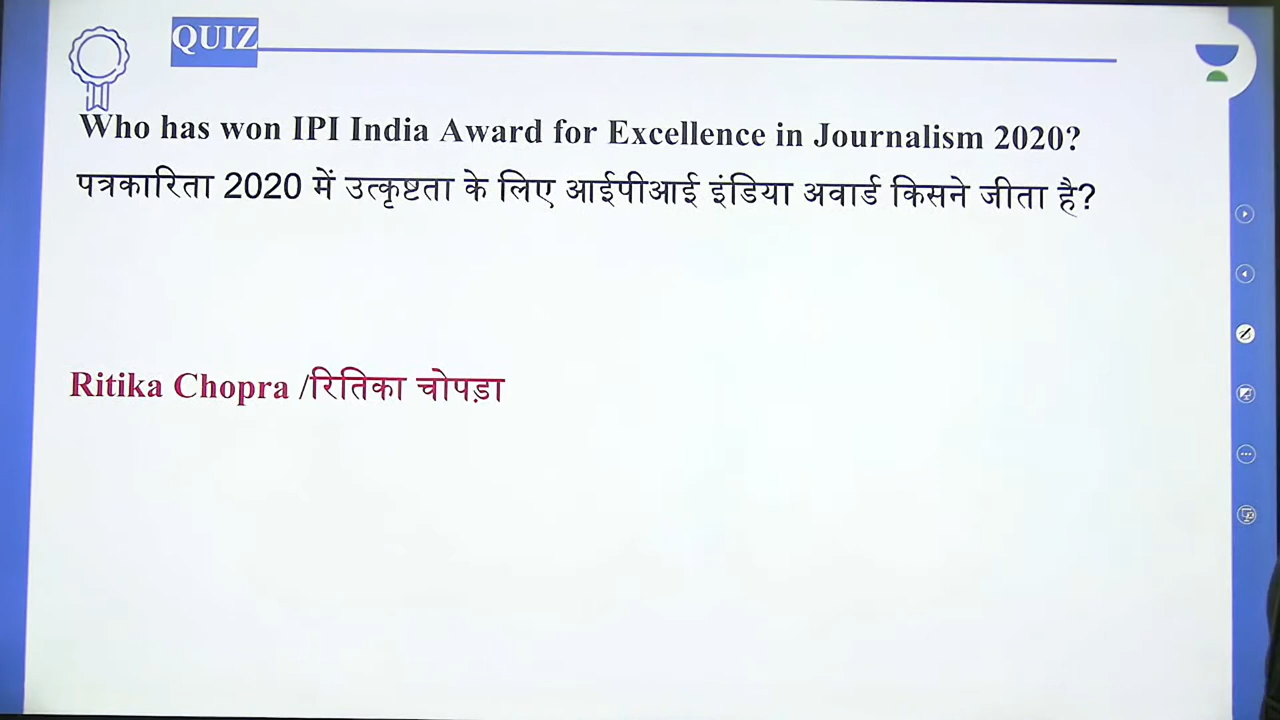 QUIZ
Who has won IPI India Award for Excellence in Journalism 2020?
पत्रकारिता 2020 में उत्कृष्टता के लिए आईपीआई इंडिया अवार्ड किसने जीता है?
Ritika Chopra /रितिका चोपड़ा